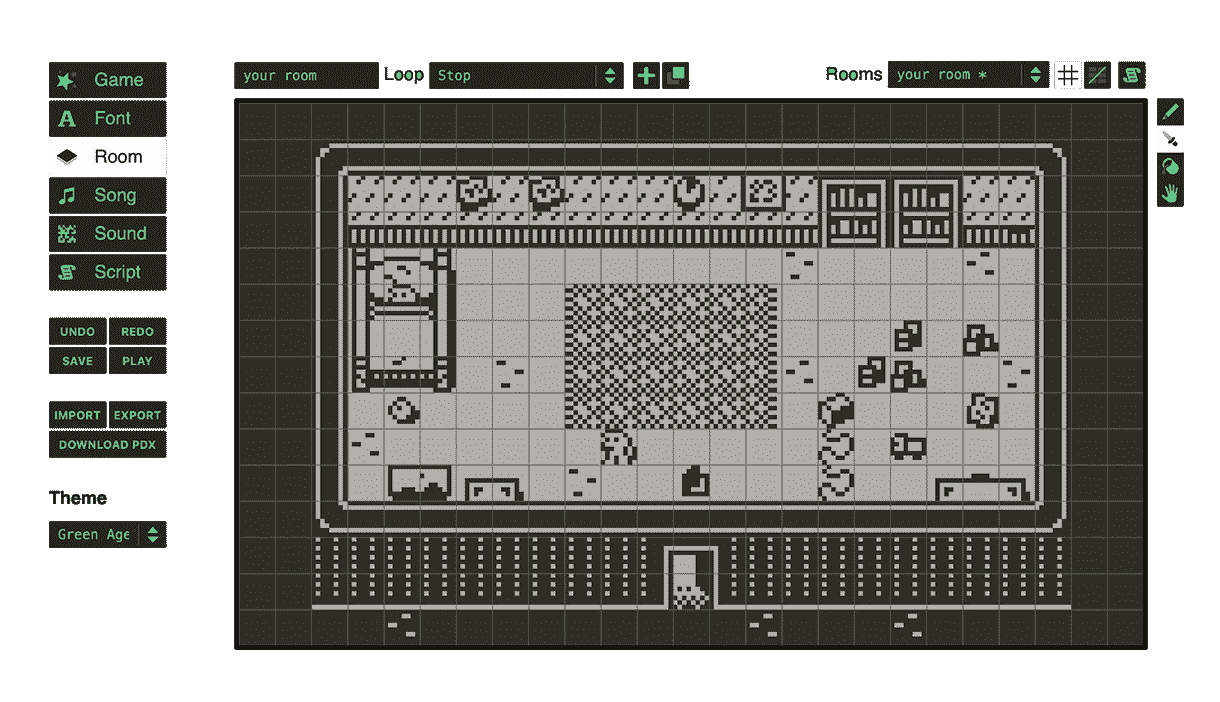 Game
Font
Room
Song
Sound
Script
UNDO REDO
SAVE PLAY
IMPORT EXPORT
DOWNLOAD PDX
Theme
Green Age
your room Loop Stop Rooms your room *